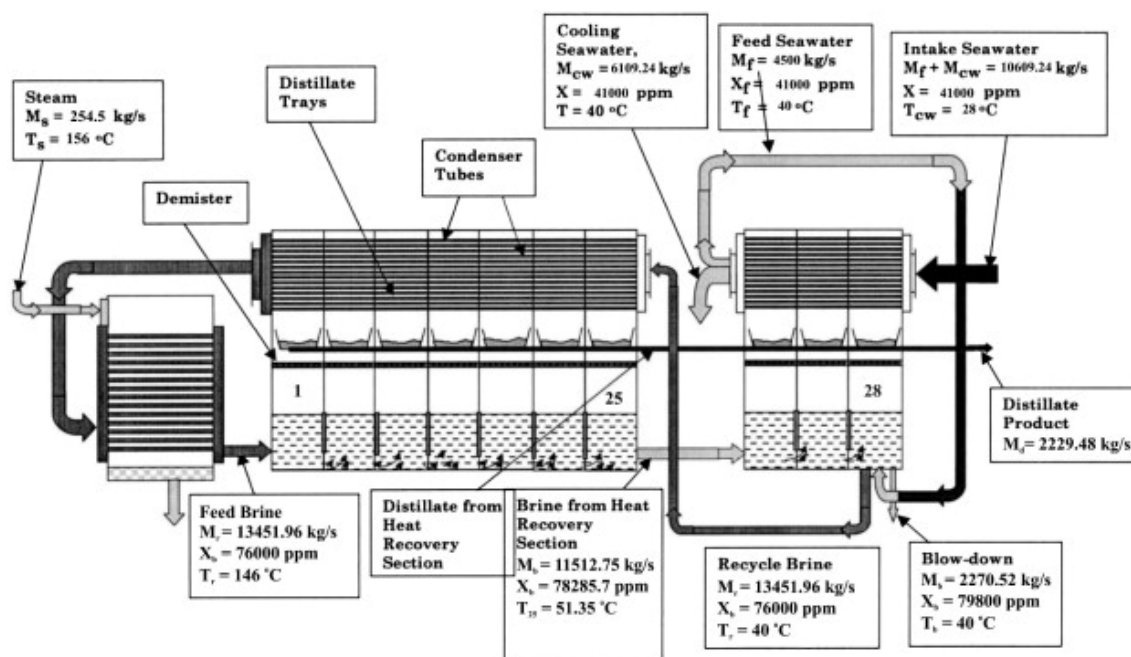 Cooling
Seawater,
Mcw = 6109.24 kg/s
X = 41000 ppm
T = 40 °C
Feed Seawater
Mf = 4500 kg/s
Xf = 41000 ppm
Tf = 40 °C
Intake Seawater
Mf + Mcw = 10609.24 kg/s
X = 41000 ppm
Tcw = 28 °C
Steam
Ms = 254.5 kg/s
Ts = 156 °C
Distillate
Trays
Condenser
Tubes
Demister
1
25
28
Distillate
Product
Md = 2229.48 kg/s
Feed Brine
Mr = 13451.96 kg/s
Xb = 76000 ppm
Tr = 146 °C
Distillate from
Heat
Recovery
Section
Brine from Heat
Recovery
Section
Mb = 11512.75 kg/s
Xb = 78285.7 ppm
T25 = 51.35 °C
Recycle Brine
Mr = 13451.96 kg/s
Xb = 76000 ppm
Tr = 40 °C
Blow-down
Mb = 2270.52 kg/s
Xb = 79800 ppm
Tb = 40 °C